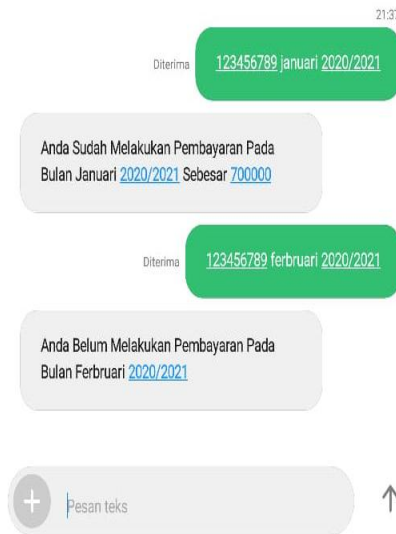 21:37
Diterima
123456789 januari 2020/2021
Anda Sudah Melakukan Pembayaran Pada
Bulan Januari 2020/2021 Sebesar 700000
Diterima
123456789 ferbruari 2020/2021
Anda Belum Melakukan Pembayaran Pada
Bulan Ferbruari 2020/2021
Pesan teks